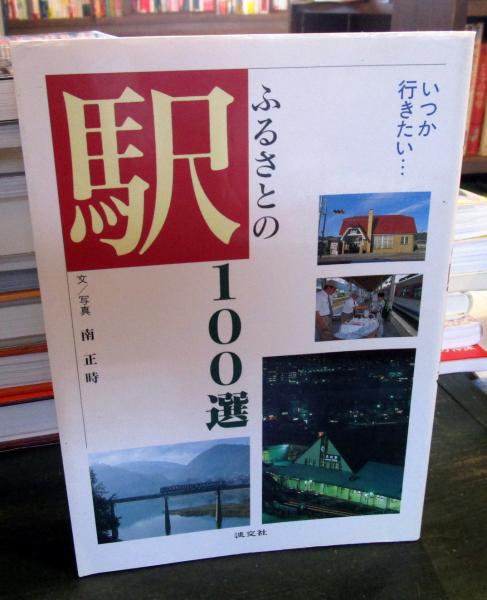 いつか
行きたい…
ふるさとの
駅
100選
文/写真 南 正時
淡交社